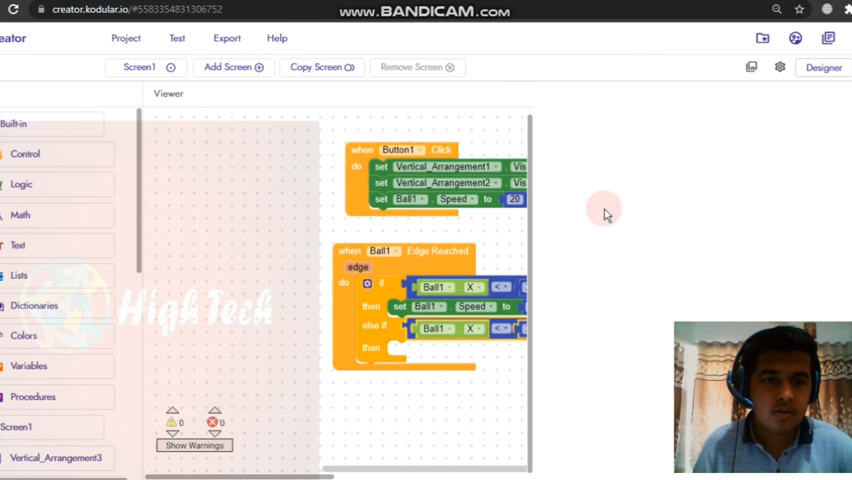 creator.kodular.io/#5583354831306752
www.BANDICAM.com
eator
Project
Test
Export
Help
Screen1
Add Screen
Copy Screen
Remove Screen
Designer
Viewer
Built-in
Control
Logic
Math
Text
Lists
Dictionaries
Colors
Variables
Procedures
Screen1
Vertical_Arrangement3
when Button1 Click
do set Vertical_Arrangement1 . Vis
set Vertical_Arrangement2 . Vis
set Ball1 . Speed to 20
when Ball1 . Edge Reached
edge
do if Ball1 . X <
then set Ball1 . Speed to
else if Ball1 . X <
then
High Tech
0 0
Show Warnings